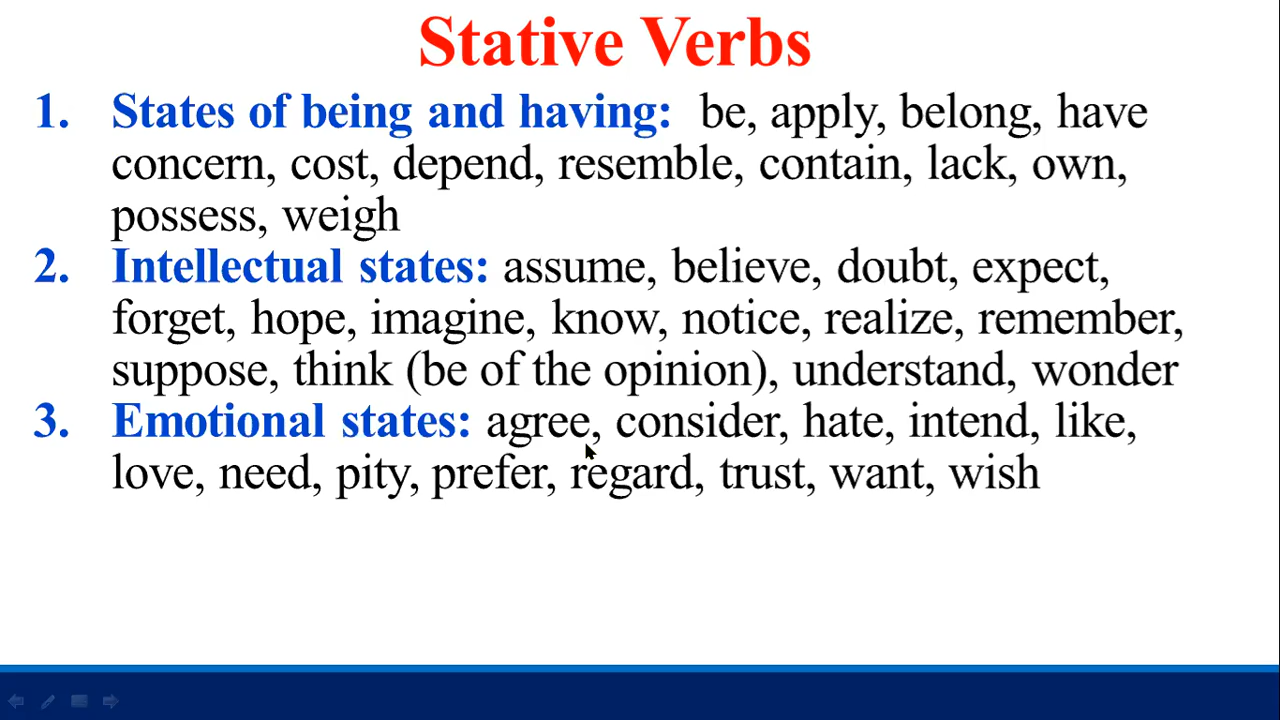 Stative Verbs
1. States of being and having: be, apply, belong, have
concern, cost, depend, resemble, contain, lack, own,
possess, weigh
2. Intellectual states: assume, believe, doubt, expect,
forget, hope, imagine, know, notice, realize, remember,
suppose, think (be of the opinion), understand, wonder
3. Emotional states: agree, consider, hate, intend, like,
love, need, pity, prefer, regard, trust, want, wish